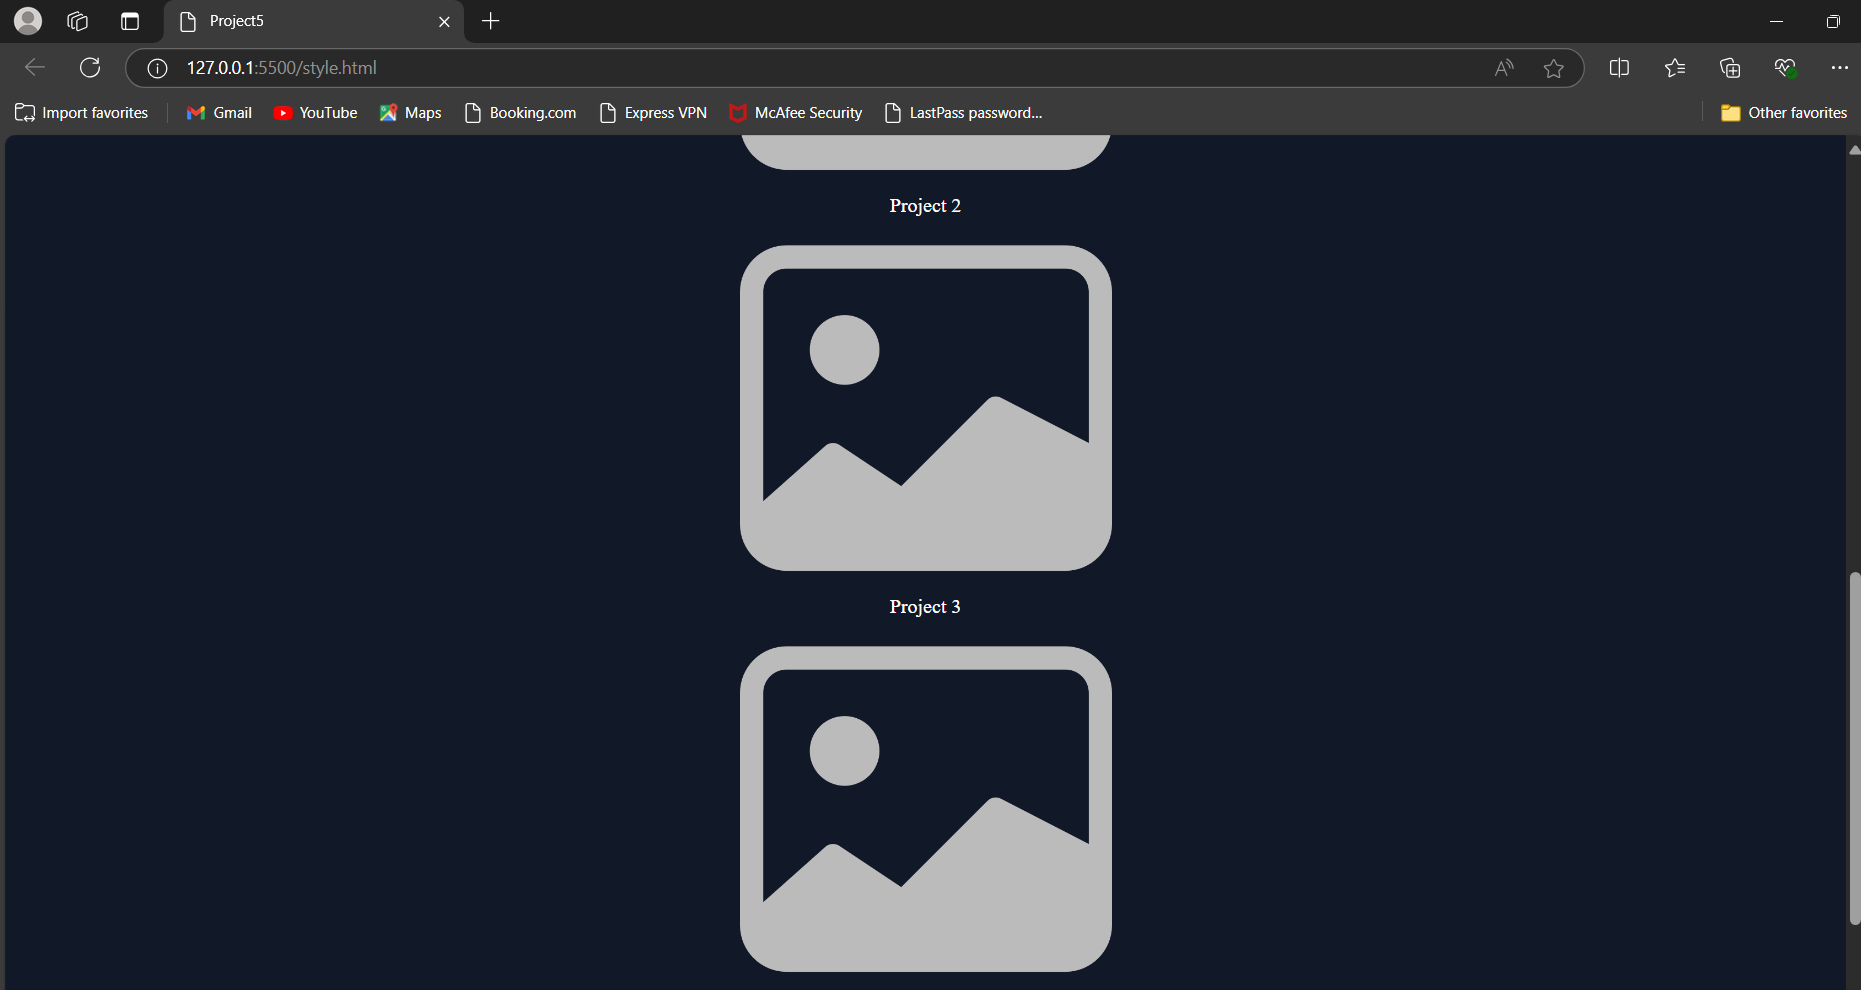 Project5
127.0.0.1:5500/style.html
Import favorites
Gmail
YouTube
Maps
Booking.com
Express VPN
McAfee Security
LastPass password...
Other favorites
Project 2
Project 3